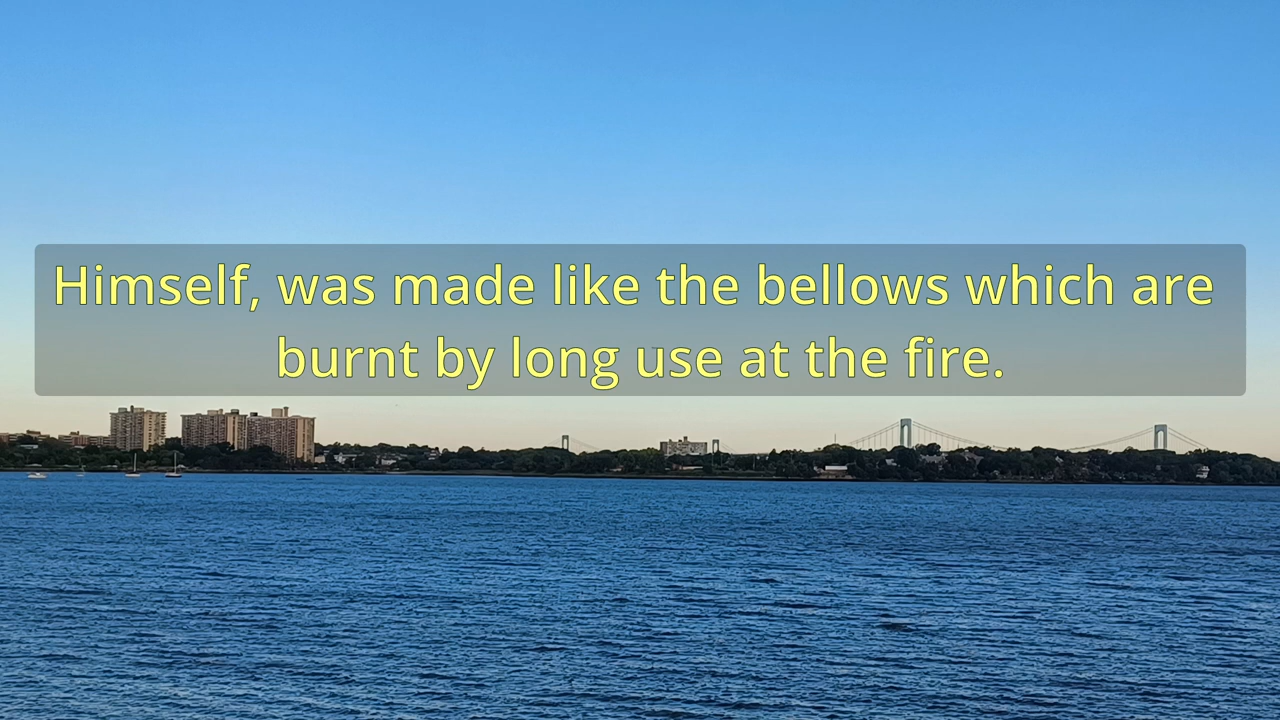 Himself, was made like the bellows which are
burnt by long use at the fire.